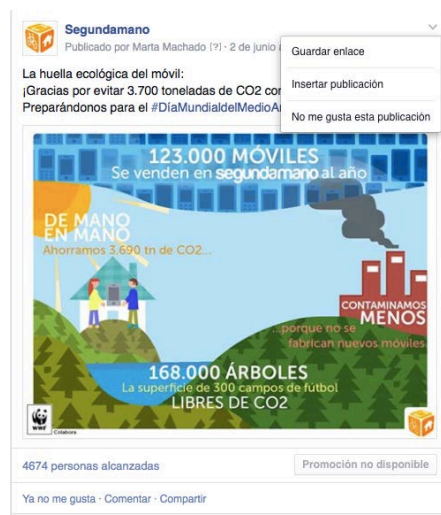 Segundamano
Publicado por Marta Machado [?] · 2 de junio
Guardar enlace
Insertar publicación
No me gusta esta publicación
La huella ecológica del móvil:
¡Gracias por evitar 3.700 toneladas de CO2 con
Preparándonos para el #DíaMundialdelMedioA
123.000 MÓVILES
Se venden en segundamano al año
DE MANO
EN MANO
Ahorramos 3.690 tn de CO2...
CONTAMINAMOS
MENOS
...porque no se
fabrican nuevos móviles
168.000 ÁRBOLES
La superficie de 300 campos de fútbol
LIBRES DE CO2
WWF
Colabora
4674 personas alcanzadas
Promoción no disponible
Ya no me gusta · Comentar · Compartir